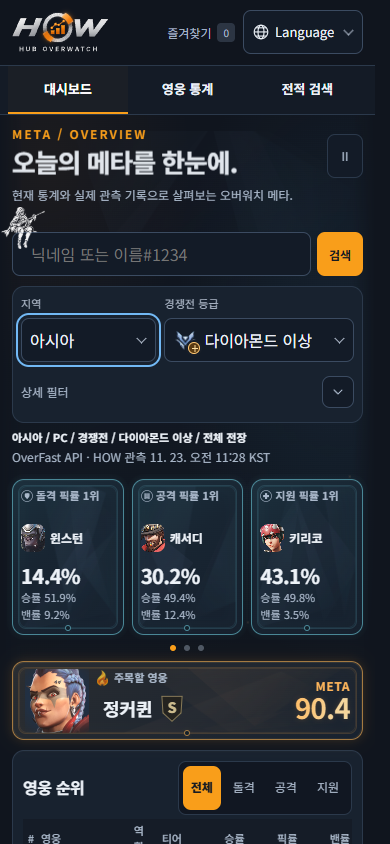 HOW
HUB OVERWATCH
즐겨찾기 0
Language
대시보드 영웅 통계 전적 검색
META / OVERVIEW
오늘의 메타를 한눈에.
현재 통계와 실제 관측 기록으로 살펴보는 오버워치 메타.
닉네임 또는 이름#1234
검색
지역 경쟁전 등급
아시아 다이아몬드 이상
상세 필터
아시아 / PC / 경쟁전 / 다이아몬드 이상 / 전체 전장
OverFast API · HOW 관측 11. 23. 오전 11:28 KST
돌격 픽률 1위
윈스턴
14.4%
승률 51.9%
밴률 9.2%
공격 픽률 1위
캐서디
30.2%
승률 49.4%
밴률 12.4%
지원 픽률 1위
키리코
43.1%
승률 49.8%
밴률 3.5%
주목할 영웅
정커퀸 S
META
90.4
영웅 순위
전체 돌격 공격 지원
# 영웅 역할 티어 승률 픽률 밴률